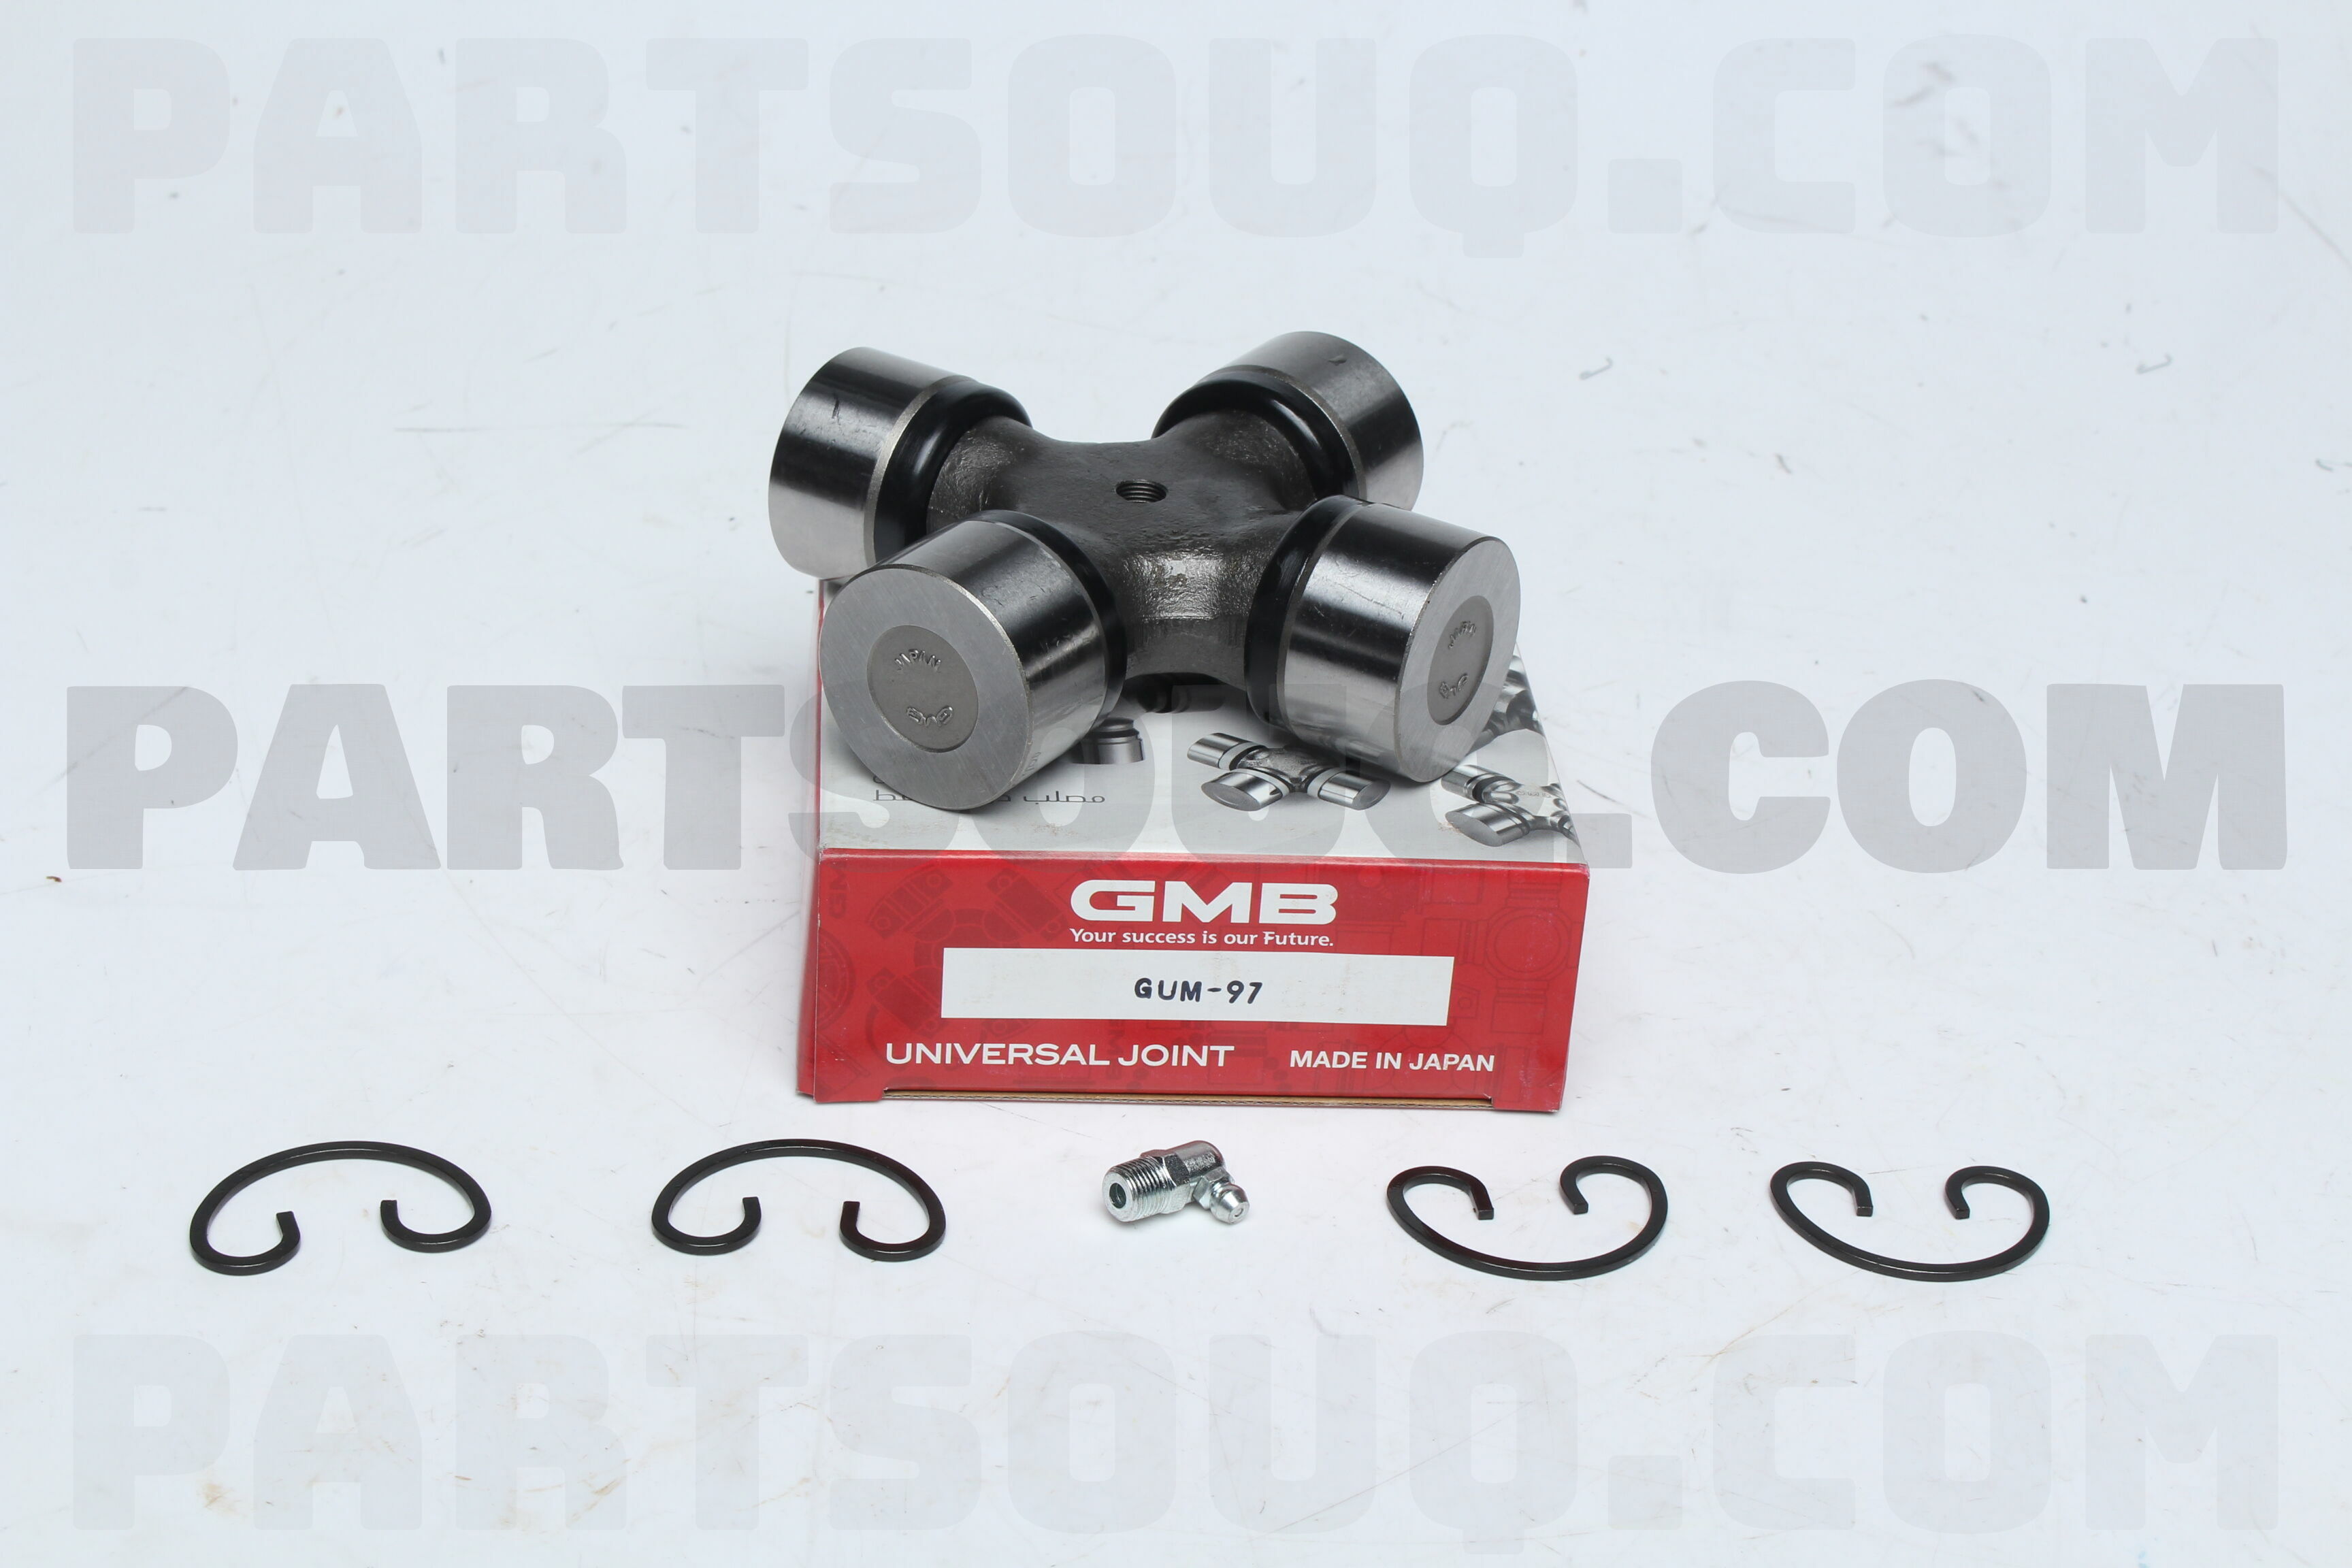 PARTSOUQ.COM
JAPAN
GMB
JAPAN
GMB
مصلب
PARTSOUQ.COM
GMB
Your success is our Future.
GUM-97
UNIVERSAL JOINT
MADE IN JAPAN
PARTSOUQ.COM